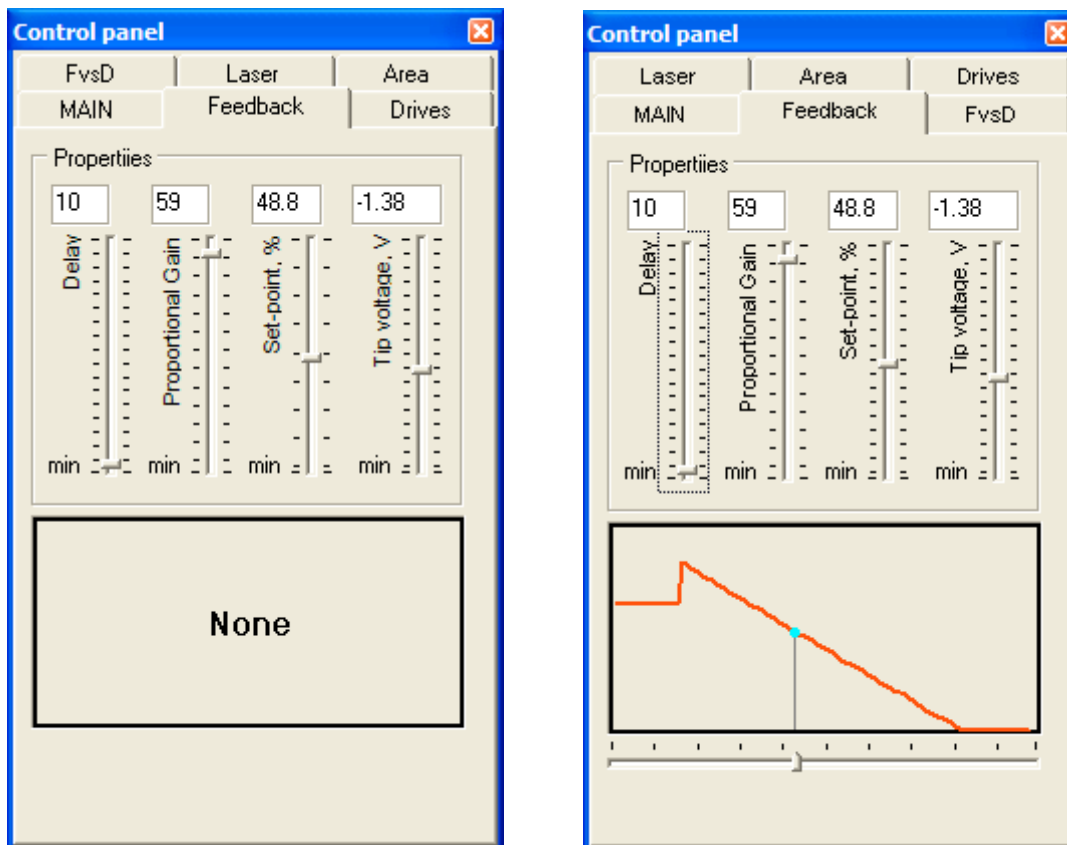 Control panel
FvsD Laser Area
MAIN Feedback Drives
Propertiies
10 59 48.8 -1.38
Delay
Proportional Gain
Set-point, %
Tip voltage, V
min min min min
None
Control panel
Laser Area Drives
MAIN Feedback FvsD
Propertiies
10 59 48.8 -1.38
Delay
Proportional Gain
Set-point, %
Tip voltage, V
min min min min